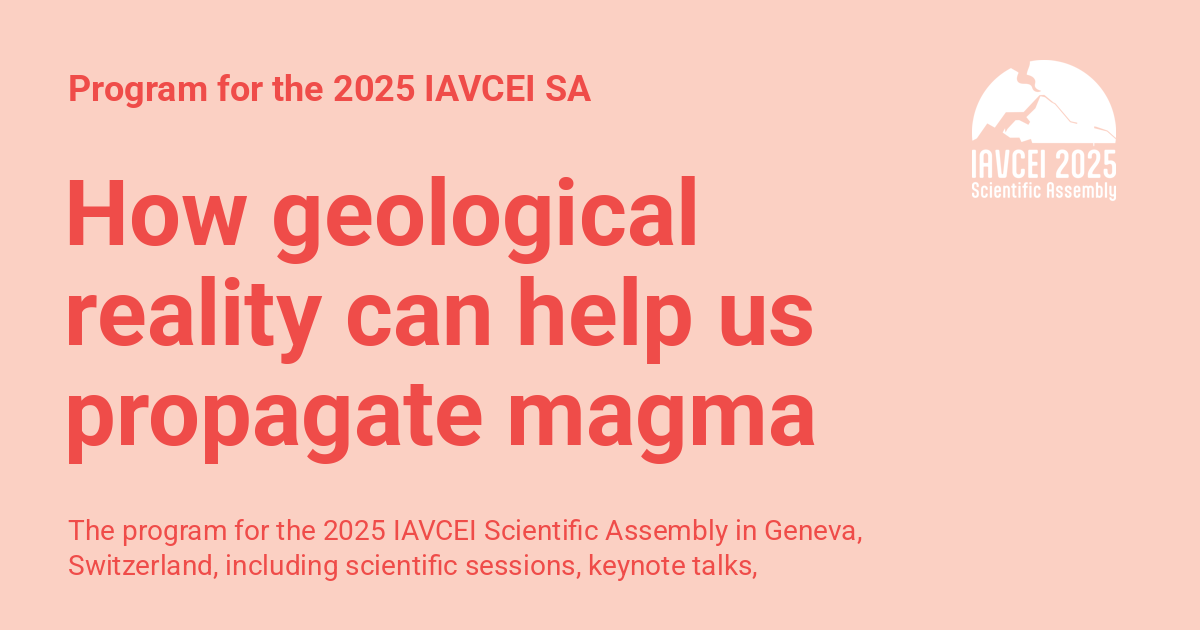 Program for the 2025 IAVCEI SA
IAVCEI 2025
Scientific Assembly
How geological
reality can help us
propagate magma
The program for the 2025 IAVCEI Scientific Assembly in Geneva,
Switzerland, including scientific sessions, keynote talks,